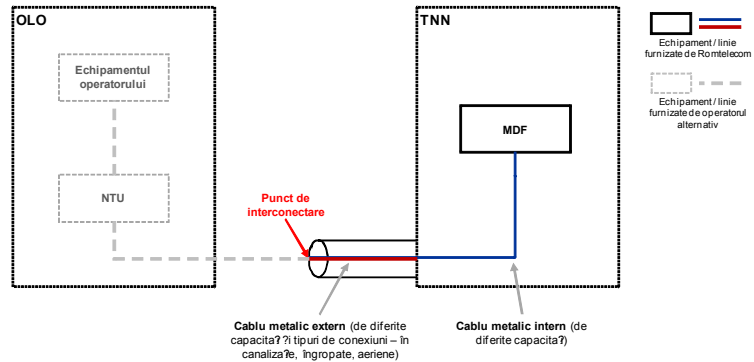 OLO
Echipamentul
operatorului
NTU
Punct de
interconectare
TNN
MDF
Cablu metalic extern (de
diferite
capacita??i tipuri de conexiuni – în
canaliza?e, îngropate, aeriene)
Cablu metalic intern (de
diferite capacita?)
Echipament / linie
furnizate de Romtelecom
Echipament / linie
furnizate de operatorul
alternativ